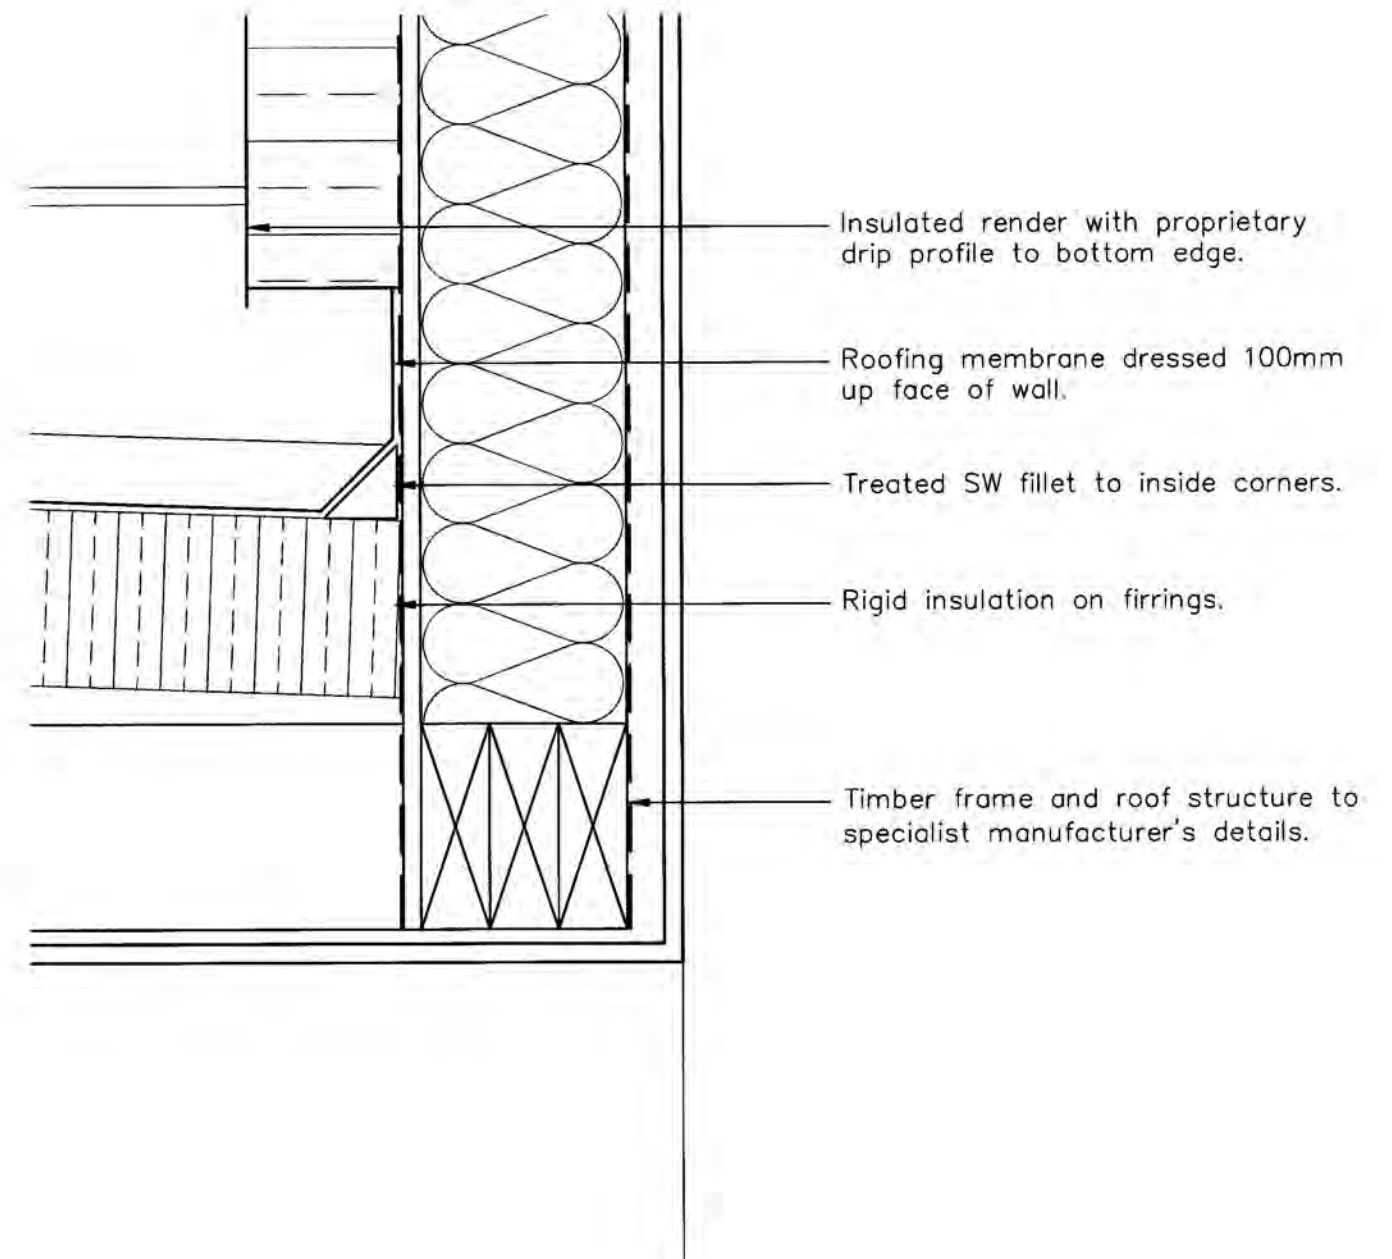 Insulated render with proprietary
drip profile to bottom edge.
Roofing membrane dressed 100mm
up face of wall.
Treated SW fillet to inside corners.
Rigid insulation on firrings.
Timber frame and roof structure to
specialist manufacturer's details.